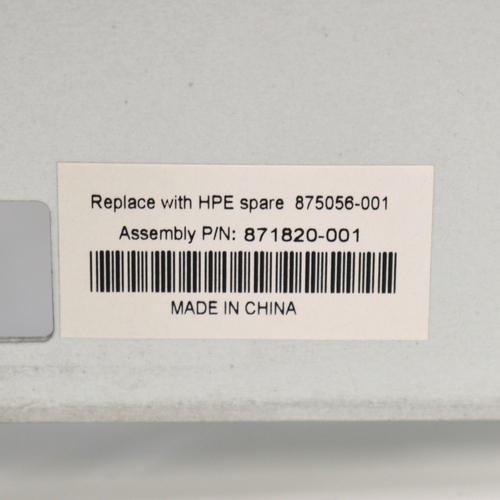 Replace with HPE spare 875056-001
Assembly P/N: 871820-001
MADE IN CHINA